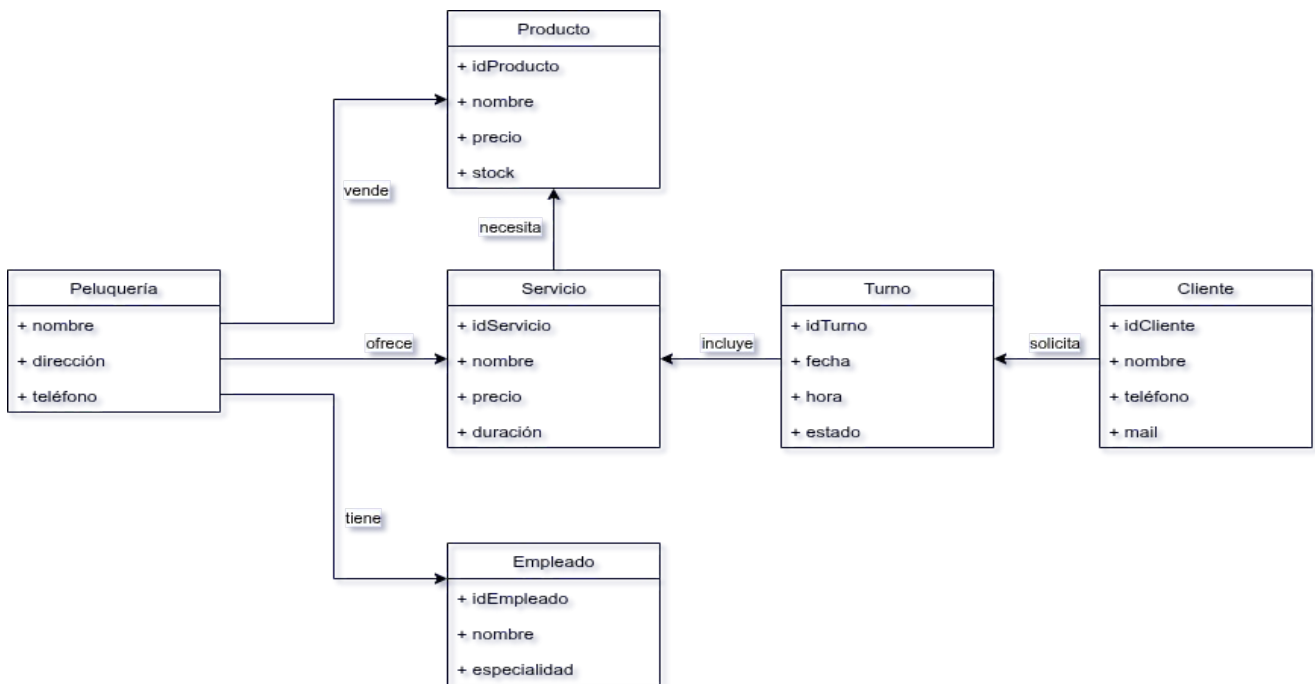 Producto
+ idProducto
+ nombre
+ precio
+ stock
vende
necesita
Peluquería
+ nombre
+ dirección
+ teléfono
ofrece
Servicio
+ idServicio
+ nombre
+ precio
+ duración
incluye
Turno
+ idTurno
+ fecha
+ hora
+ estado
solicita
Cliente
+ idCliente
+ nombre
+ teléfono
+ mail
tiene
Empleado
+ idEmpleado
+ nombre
+ especialidad